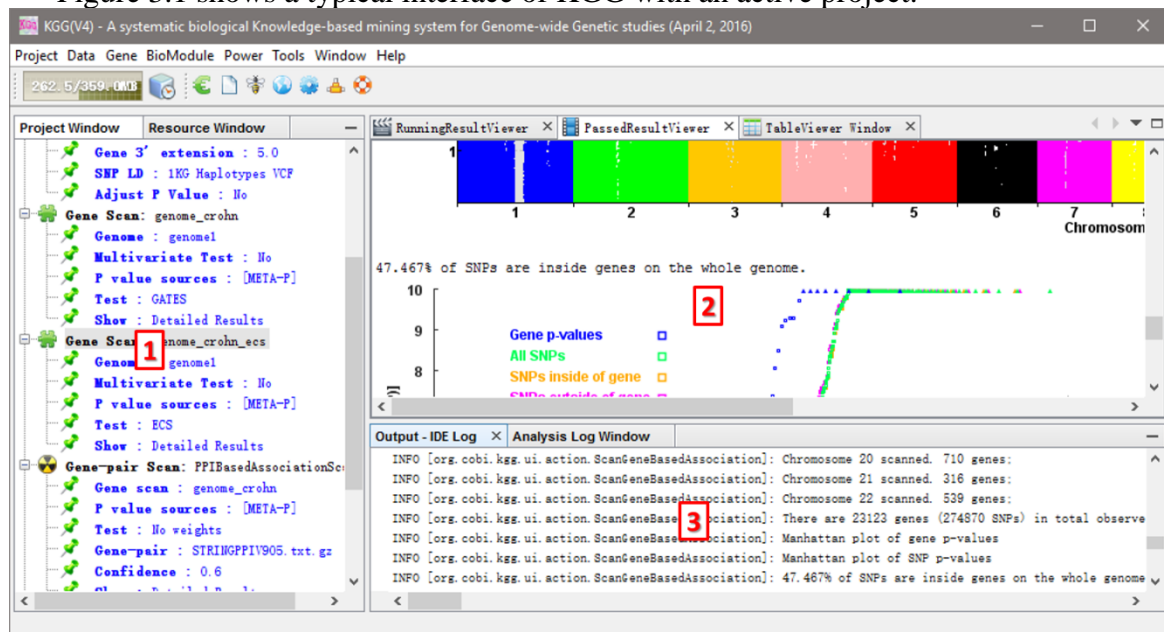 Figure 3.1 shows a typical interface of KGG with an active project.
KGG(V4) - A systematic biological Knowledge-based mining system for Genome-wide Genetic studies (April 2, 2016)
Project Data Gene BioModule Power Tools Window Help
262.5/359.0MB
Project Window Resource Window
Gene 3' extension : 5.0
SNP LD : 1KG Haplotypes VCF
Adjust P Value : No
Gene Scan: genome_crohn
Genome : genome1
Multivariate Test : No
P value sources : [META-P]
Test : GATES
Show : Detailed Results
Gene Scan genome_crohn_ecs
1
Genome genome1
Multivariate Test : No
P value sources : [META-P]
Test : ECS
Show : Detailed Results
Gene-pair Scan: PPIBasedAssociationSc
Gene scan : genome_crohn
P value sources : [META-P]
Test : No weights
Gene-pair : STRINGPPIV905.txt.gz
Confidence : 0.6
RunningResultViewer PassedResultViewer TableViewer Window
1
1 2 3 4 5 6 7
Chromosom
47.467% of SNPs are inside genes on the whole genome.
10
2
9
Gene p-values
All SNPs
8
SNPs inside of gene
SNPs outside of gene
Output - IDE Log Analysis Log Window
INFO [org.cobi.kgg.ui.action.ScanGeneBasedAssociation]: Chromosome 20 scanned. 710 genes;
INFO [org.cobi.kgg.ui.action.ScanGeneBasedAssociation]: Chromosome 21 scanned. 316 genes;
INFO [org.cobi.kgg.ui.action.ScanGeneBasedAssociation]: Chromosome 22 scanned. 539 genes;
INFO [org.cobi.kgg.ui.action.ScanGeneBasedAssociation]: There are 23123 genes (274870 SNPs) in total observe
3
INFO [org.cobi.kgg.ui.action.ScanGeneBasedAssociation]: Manhattan plot of gene p-values
INFO [org.cobi.kgg.ui.action.ScanGeneBasedAssociation]: Manhattan plot of SNP p-values
INFO [org.cobi.kgg.ui.action.ScanGeneBasedAssociation]: 47.467% of SNPs are inside genes on the whole genome